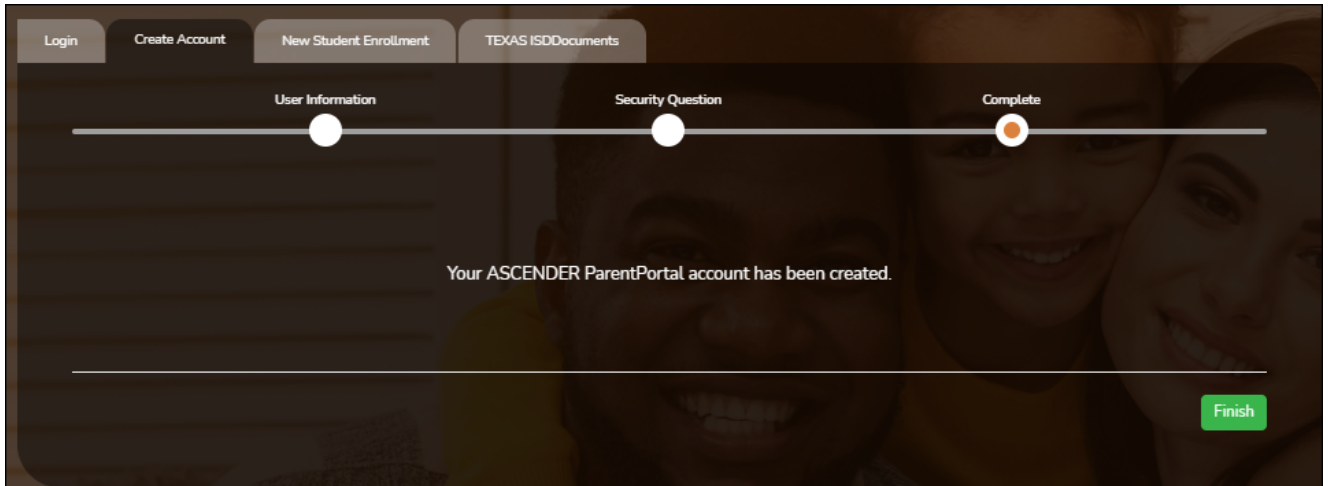 Login
Create Account
New Student Enrollment
TEXAS ISDDocuments
User Information
Security Question
Complete
Your ASCENDER ParentPortal account has been created.
Finish